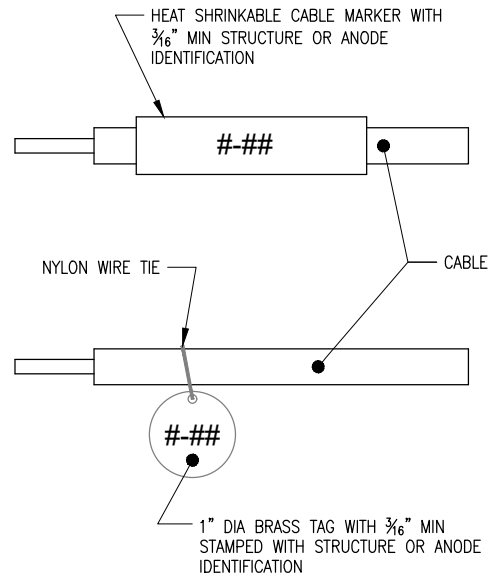 HEAT SHRINKABLE CABLE MARKER WITH
3/16" MIN STRUCTURE OR ANODE
IDENTIFICATION
#-##
NYLON WIRE TIE
CABLE
#-##
1" DIA BRASS TAG WITH 3/16" MIN
STAMPED WITH STRUCTURE OR ANODE
IDENTIFICATION